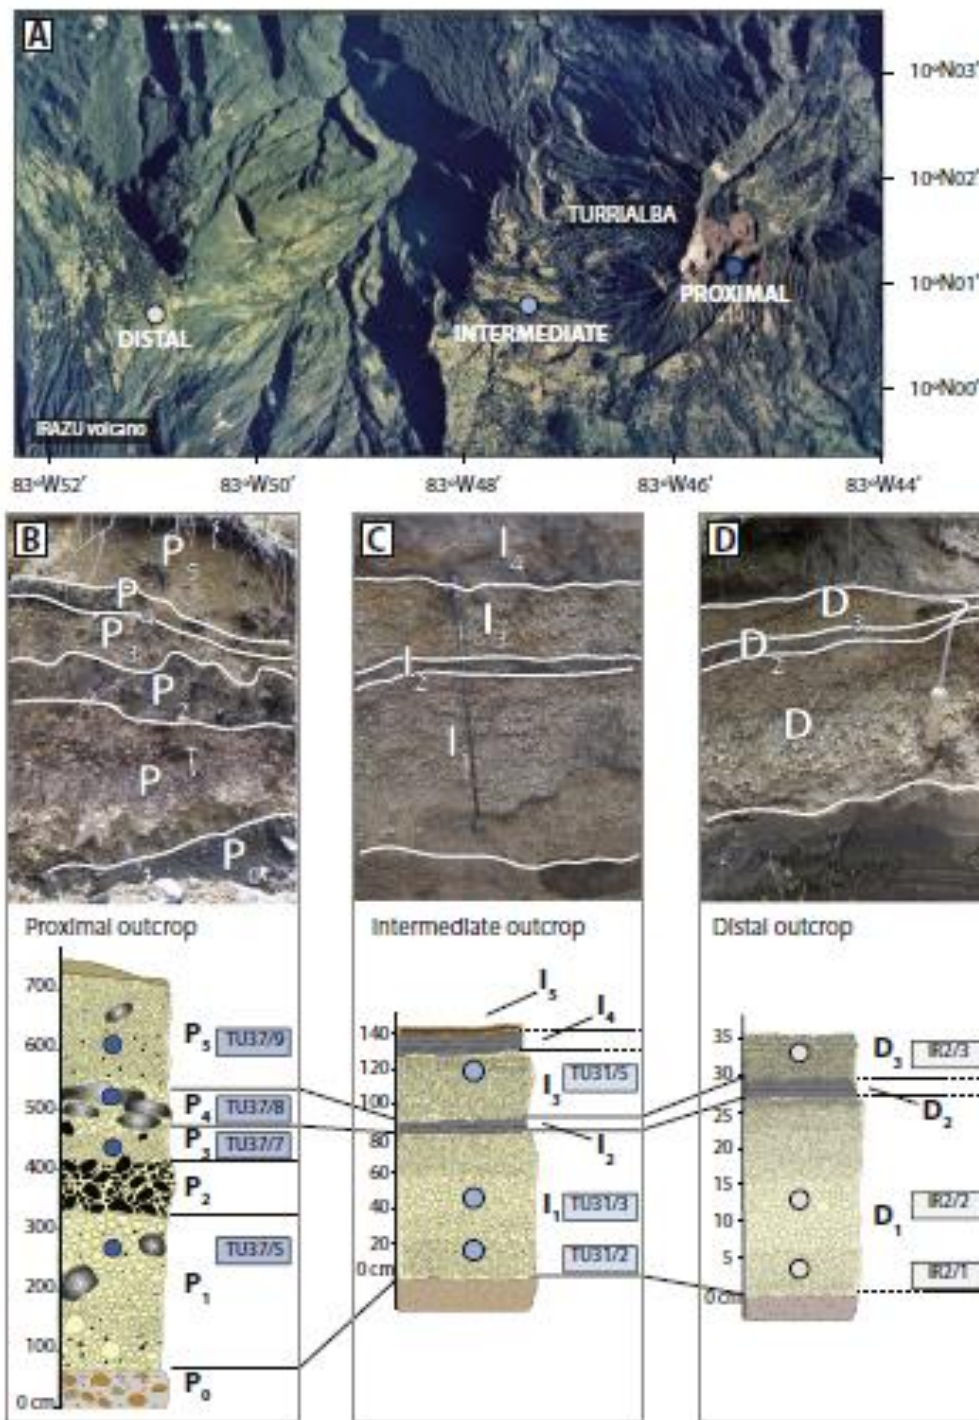 A
10°N03'
10°N02'
TURRIALBA
10°N01'
PROXIMAL
DISTAL
INTERMEDIATE
10°N00'
IRAZU volcano
83°W52'
83°W50'
83°W48'
83°W46'
83°W44'
B
P5
P
P3
P2
P1
P0
C
I4
I3
I2
I
D
D3
D2
D
Proximal outcrop
700
600
500
400
300
200
100
0 cm
P5
TU37/9
P4
TU37/8
P3
TU37/7
P2
TU37/5
P1
P0
Intermediate outcrop
I5
I4
140
120
100
80
60
40
20
0 cm
I3
TU31/5
I2
I1
TU31/3
TU31/2
Distal outcrop
35
30
25
20
15
10
5
0 cm
D3
IR2/3
D2
D1
IR2/2
IR2/1